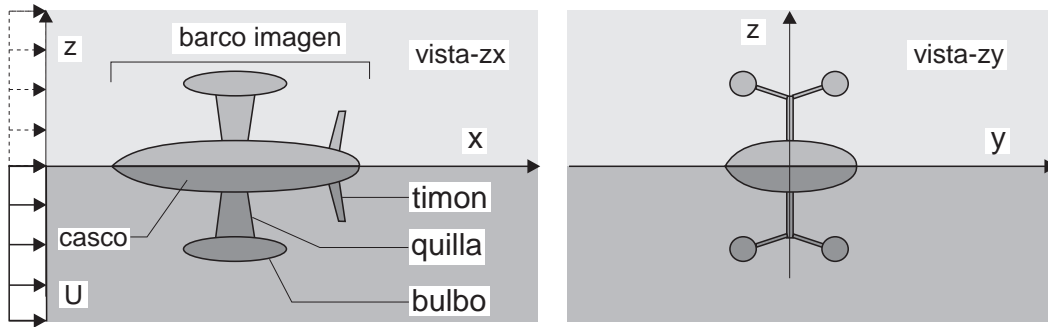 z
barco imagen
vista-zx
x
casco
timon
quilla
U
bulbo
z
vista-zy
y